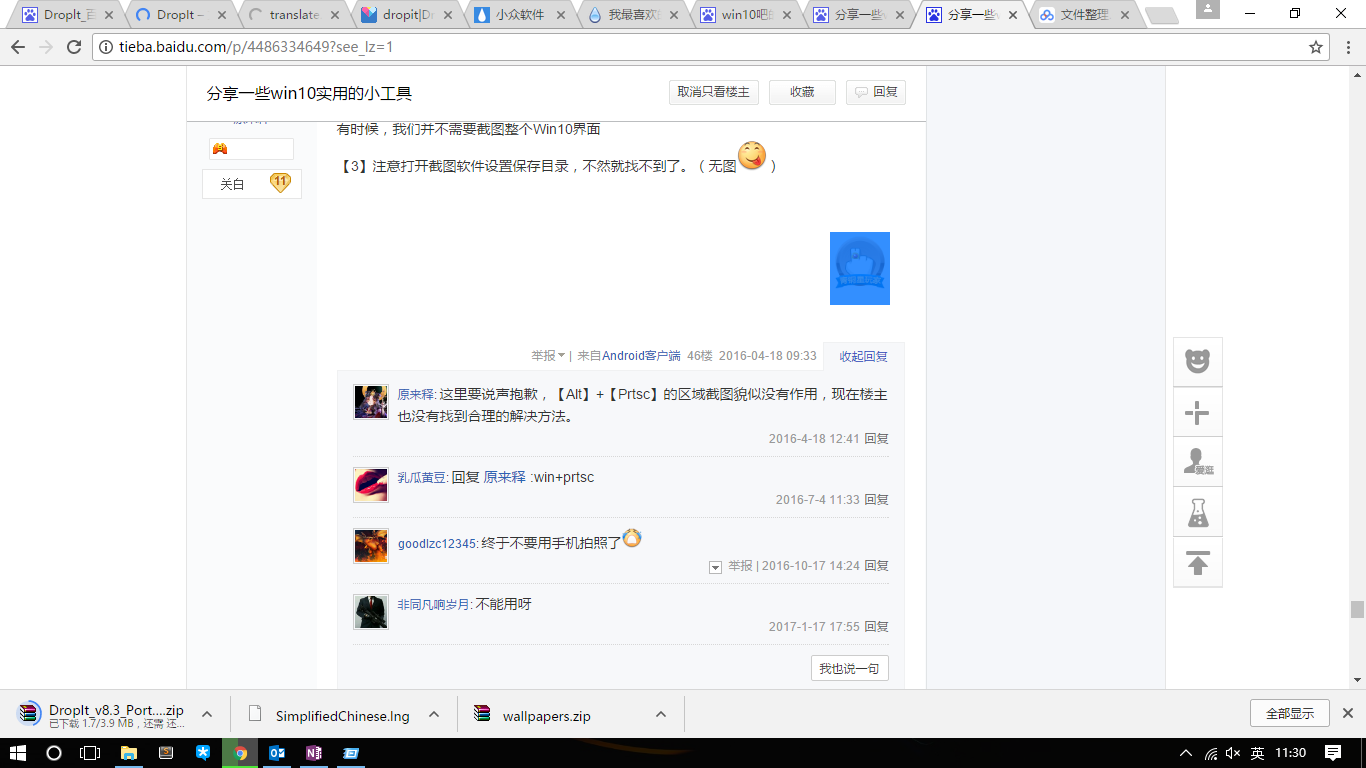 DropIt_百
DropIt –
translate
dropit|Dr
小众软件
我最喜欢
win10吧
分享一些
分享一些
文件整理
tieba.baidu.com/p/4486334649?see_lz=1
分享一些win10实用的小工具
取消只看楼主
收藏
回复
有时候，我们并不需要截图整个Win10界面
【3】注意打开截图软件设置保存目录，不然就找不到了。（无图）
关白
11
举报 | 来自Android客户端 46楼 2016-04-18 09:33 收起回复
原来释: 这里要说声抱歉，【Alt】+【Prtsc】的区域截图貌似没有作用，现在楼主
也没有找到合理的解决方法。
2016-4-18 12:41 回复
乳瓜黄豆: 回复 原来释 :win+prtsc
2016-7-4 11:33 回复
goodlzc12345: 终于不要用手机拍照了
举报 | 2016-10-17 14:24 回复
非同凡响岁月: 不能用呀
2017-1-17 17:55 回复
我也说一句
爱逛
DropIt_v8.3_Port....zip
已下载 1.7/3.9 MB，还需 还...
SimplifiedChinese.lng
wallpapers.zip
全部显示
英
11:30